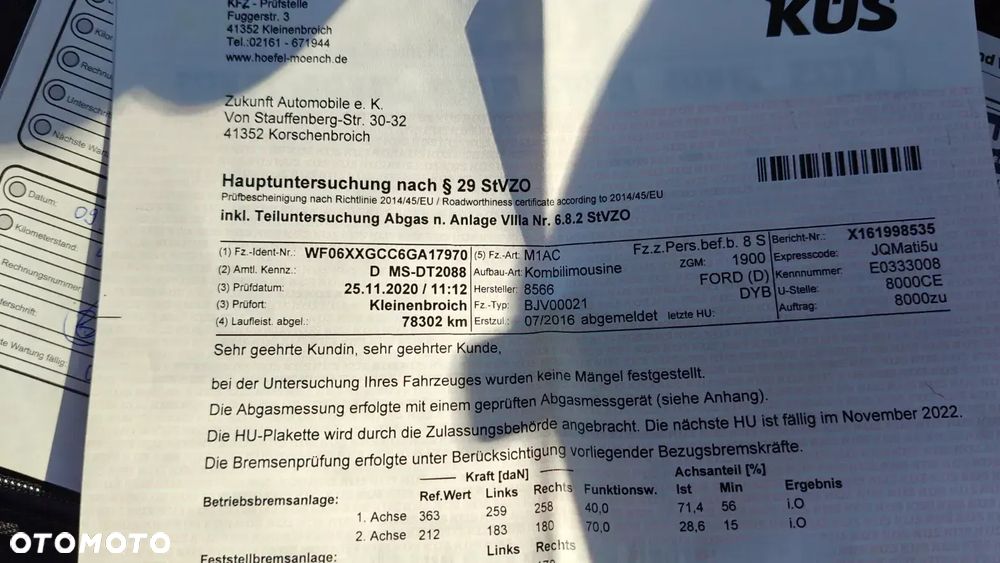 KFZ - Prüfstelle
Fuggerstr. 3
41352 Kleinenbroich
Tel.:02161 - 671944
www.hoefel-moench.de
KÜS
Zukunft Automobile e. K.
Von Stauffenberg-Str. 30-32
41352 Korschenbroich
Hauptuntersuchung nach § 29 StVZO
Prüfbescheinigung nach Richtlinie 2014/45/EU / Roadworthiness certificate according to 2014/45/EU
inkl. Teiluntersuchung Abgas n. Anlage VIIIa Nr. 6.8.2 StVZO
(1) Fz.-Ident-Nr.: WF06XXGCC6GA17970 (5) Fz.-Art: M1AC Fz.z.Pers.bef.b. 8 S Bericht-Nr.: X161998535
(2) Amtl. Kennz.: D MS-DT2088 Aufbau-Art: Kombilimousine ZGM: 1900 Expresscode: JQMati5u
(3) Prüfdatum: 25.11.2020 / 11:12 Hersteller: 8566 FORD (D) Kennnummer: E0333008
(3) Prüfort: Kleinenbroich Fz.-Typ: BJV00021 DYB U-Stelle: 8000CE
(4) Laufleist. abgel.: 78302 km Erstzul.: 07/2016 abgemeldet letzte HU: Auftrag: 8000zu
Sehr geehrte Kundin, sehr geehrter Kunde,
bei der Untersuchung Ihres Fahrzeuges wurden keine Mängel festgestellt.
Die Abgasmessung erfolgte mit einem geprüften Abgasmessgerät (siehe Anhang).
Die HU-Plakette wird durch die Zulassungsbehörde angebracht. Die nächste HU ist fällig im November 2022.
Die Bremsenprüfung erfolgte unter Berücksichtigung vorliegender Bezugsbremskräfte.
Kraft [daN] Achsanteil [%]
Betriebsbremsanlage: Ref.Wert Links Rechts Funktionsw. Ist Min Ergebnis
1. Achse 363 259 258 40,0 71,4 56 i.O
2. Achse 212 183 180 70,0 28,6 15 i.O
Feststellbremsanlage: Links Rechts
Datum:
09
Kilometerstand:
Rechnungsnummer
te Wartung fällig:
OTOMOTO